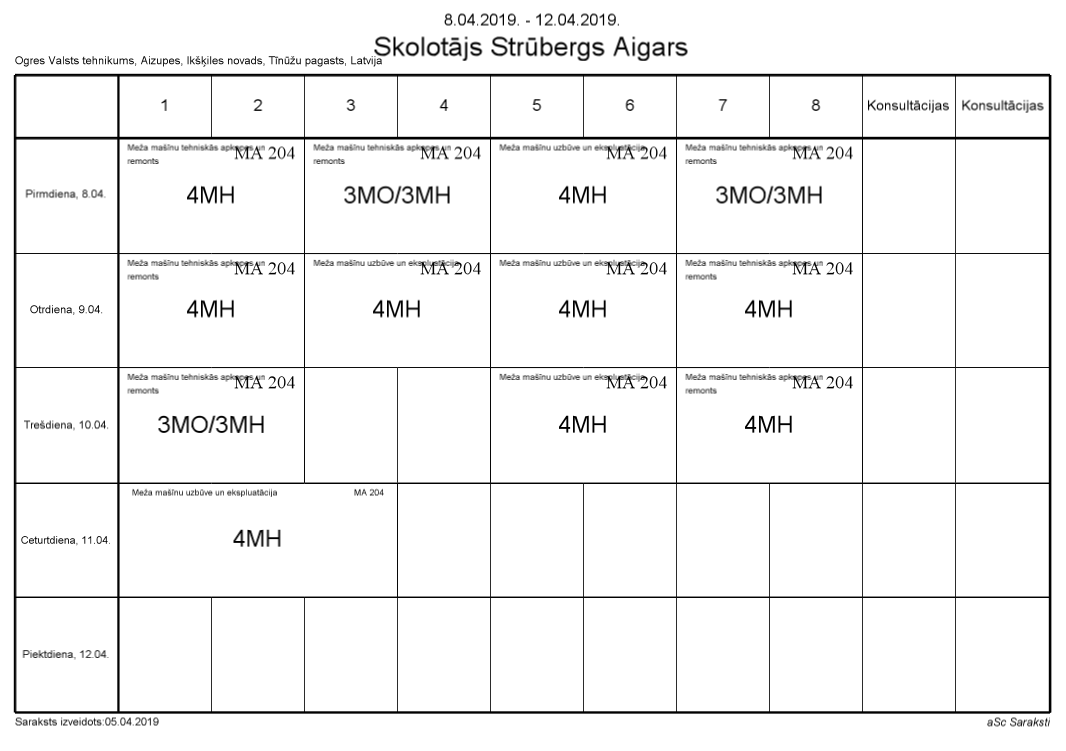 8.04.2019. - 12.04.2019.
Skolotājs Strūbergs Aigars
Ogres Valsts tehnikums, Aizupes, Ikšķiles novads, Tīnūžu pagasts, Latvija
1 2 3 4 5 6 7 8 Konsultācijas Konsultācijas
Pirmdiena, 8.04.
Meža mašīnu tehniskās apkopes un MA 204
remonts
4MH
Meža mašīnu tehniskās apkopes un MA 204
remonts
3MO/3MH
Meža mašīnu uzbūve un ekspluatācija MA 204
4MH
Meža mašīnu tehniskās apkopes un MA 204
remonts
3MO/3MH
Otrdiena, 9.04.
Meža mašīnu tehniskās apkopes un MA 204
remonts
4MH
Meža mašīnu uzbūve un ekspluatācija MA 204
4MH
Meža mašīnu uzbūve un ekspluatācija MA 204
4MH
Meža mašīnu tehniskās apkopes un MA 204
remonts
4MH
Trešdiena, 10.04.
Meža mašīnu tehniskās apkopes un MA 204
remonts
3MO/3MH
Meža mašīnu uzbūve un ekspluatācija MA 204
4MH
Meža mašīnu tehniskās apkopes un MA 204
remonts
4MH
Ceturtdiena, 11.04.
Meža mašīnu uzbūve un ekspluatācija MA 204
4MH
Piektdiena, 12.04.
Saraksts izveidots:05.04.2019
aSc Saraksti